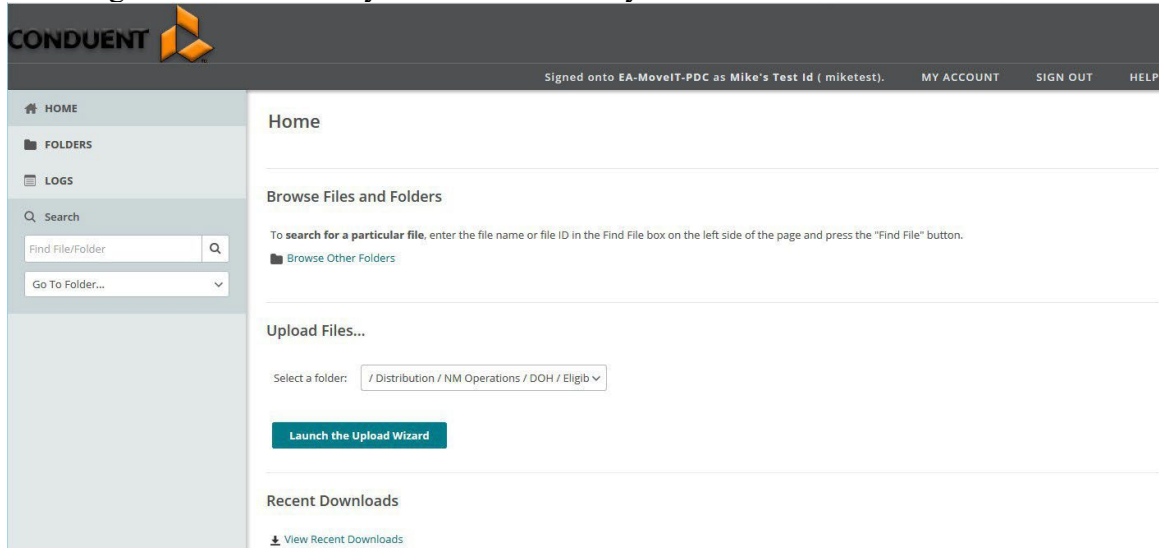 CONDUENT
Signed onto EA-MoveIT-PDC as Mike's Test Id ( miketest). MY ACCOUNT SIGN OUT HELP
HOME
FOLDERS
LOGS
Search
Find File/Folder
Go To Folder...
Home
Browse Files and Folders
To search for a particular file, enter the file name or file ID in the Find File box on the left side of the page and press the "Find File" button.
Browse Other Folders
Upload Files...
Select a folder: / Distribution / NM Operations / DOH / Eligib
Launch the Upload Wizard
Recent Downloads
View Recent Downloads